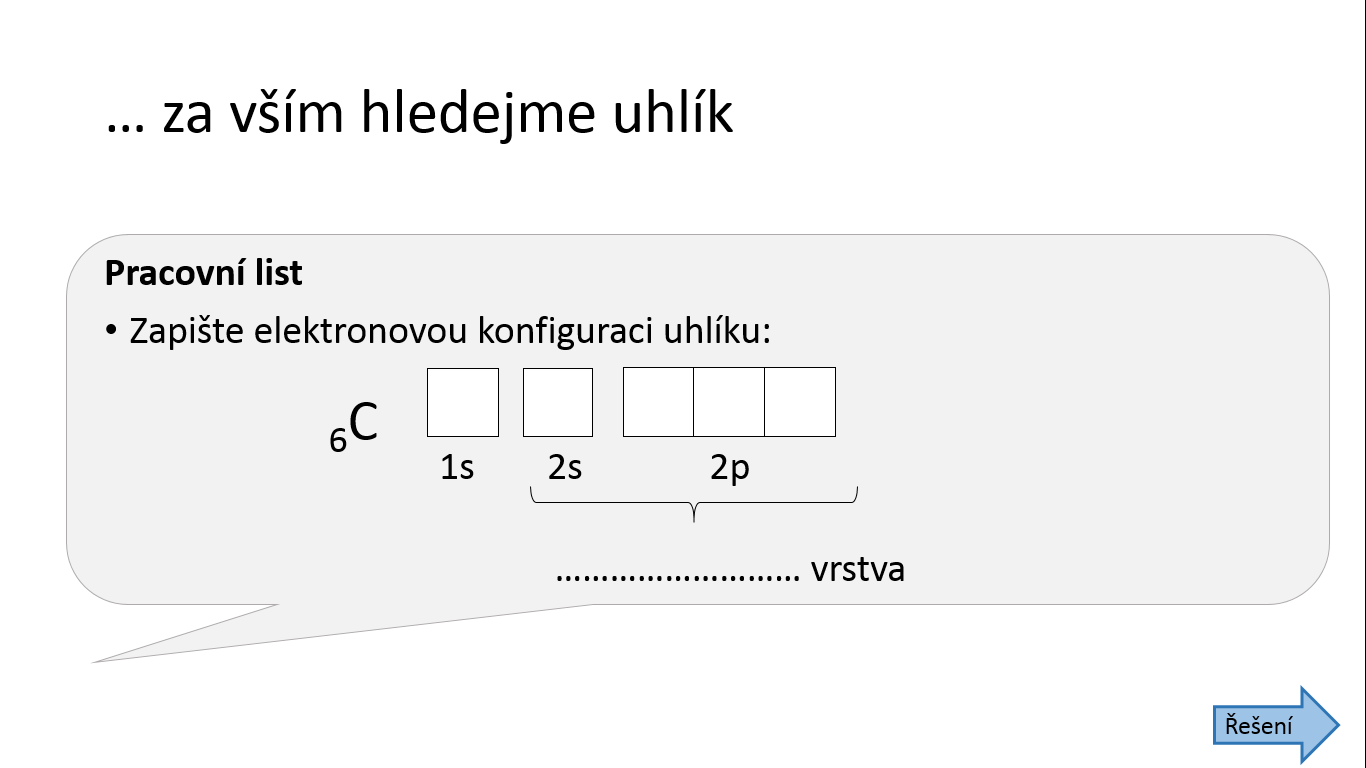 … za vším hledejme uhlík
Pracovní list
• Zapište elektronovou konfiguraci uhlíku:
₆C
1s 2s 2p
……………………… vrstva
Řešení